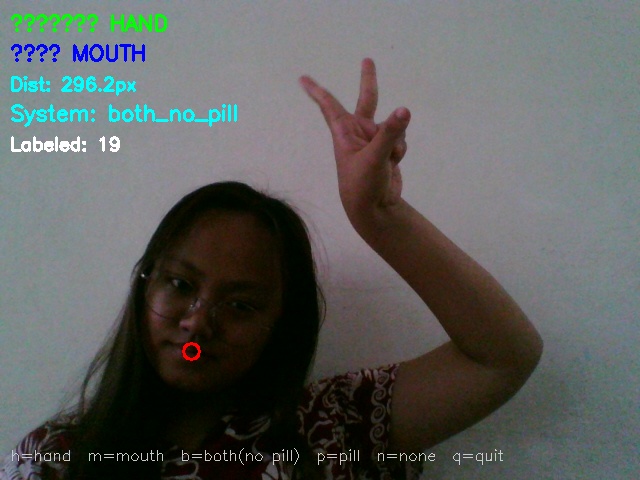 ??????? HAND
???? MOUTH
Dist: 296.2px
System: both_no_pill
Labeled: 19
h=hand m=mouth b=both(no pill) p=pill n=none q=quit